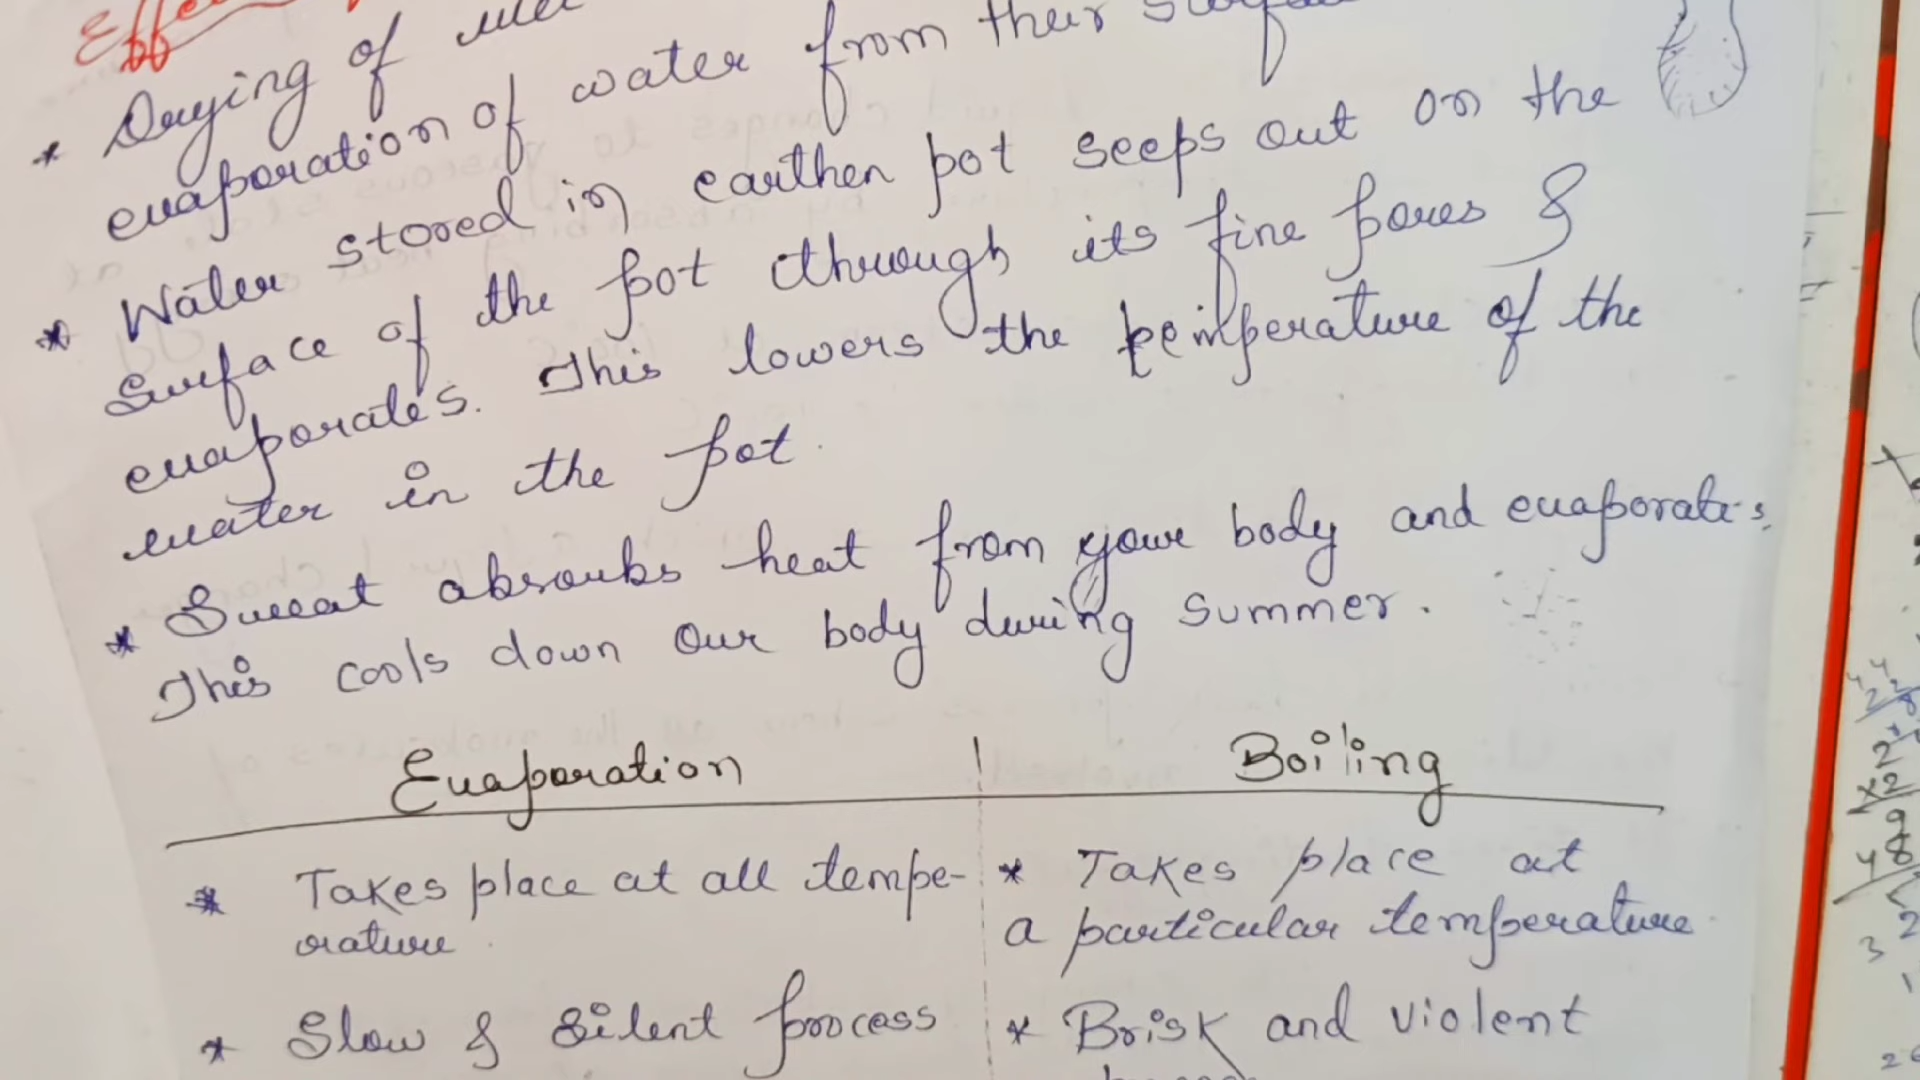 * Drying of
evaporation of water from their
* Water stored in earthen pot seeps out on the
Surface of the pot through its fine pores &
evaporates. This lowers the temperature of the
water in the pot.
* Sweat absorbs heat from your body and evaporates.
This cools down our body during summer.
Evaporation
Boiling
* Takes place at all tempe-
rature
* Takes place at
a particular temperature
* Slow & silent process
* Brisk and violent